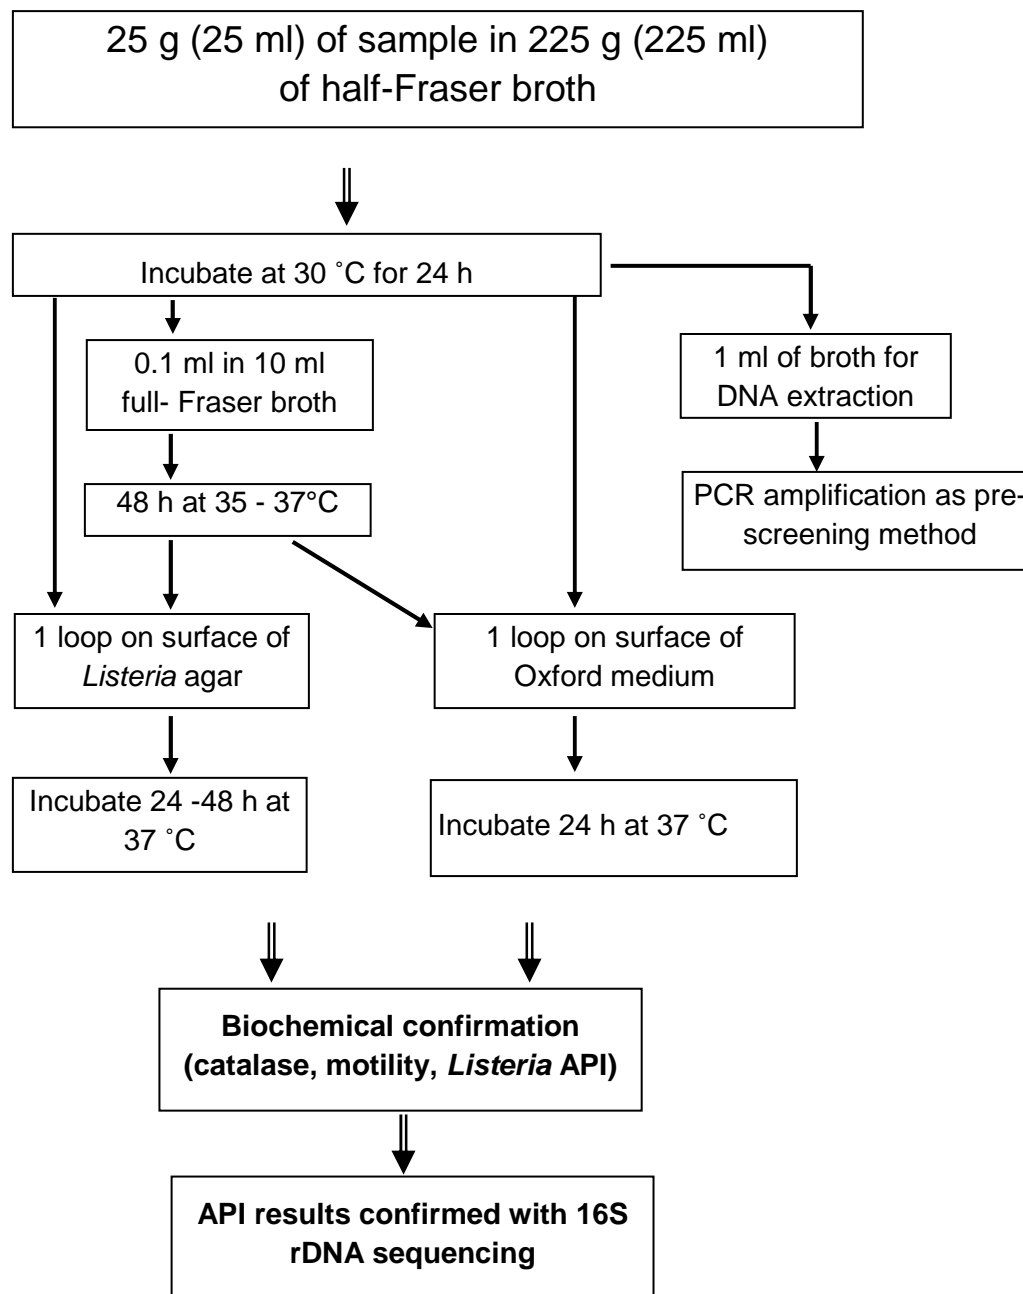 25 g (25 ml) of sample in 225 g (225 ml)
of half-Fraser broth
Incubate at 30 ˚C for 24 h
0.1 ml in 10 ml
full- Fraser broth
1 ml of broth for
DNA extraction
48 h at 35 - 37°C
PCR amplification as pre-
screening method
1 loop on surface of
Listeria agar
1 loop on surface of
Oxford medium
Incubate 24 -48 h at
37 ˚C
Incubate 24 h at 37 ˚C
Biochemical confirmation
(catalase, motility, Listeria API)
API results confirmed with 16S
rDNA sequencing